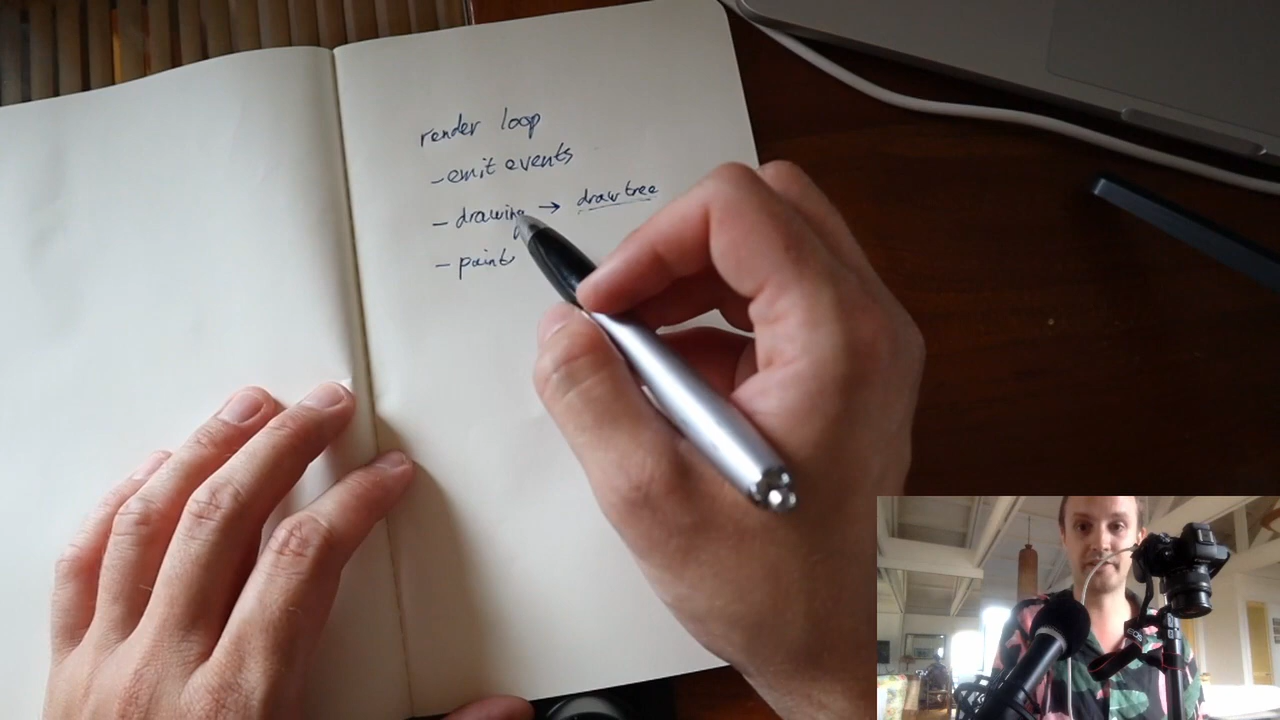 render loop
- emit events
- drawing → draw tree
- paint